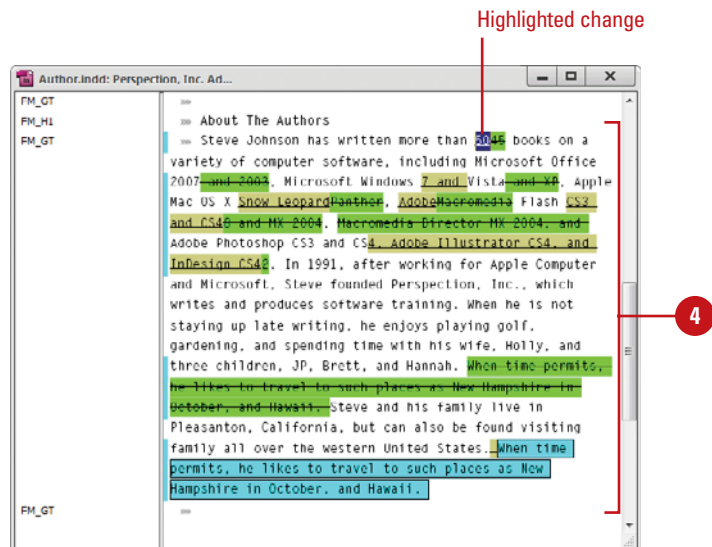 Highlighted change
Author.indd: Perspection, Inc. Ad...
FM_GT
FM_H1
About The Authors
FM_GT
Steve Johnson has written more than 5045 books on a
variety of computer software, including Microsoft Office
2007 and 2003, Microsoft Windows 7 and Vista and XP, Apple
Mac OS X Snow LeopardPanther, AdobeMacromedia Flash CS3
and CS48 and MX 2004, Macromedia Director MX 2004, and
Adobe Photoshop CS3 and CS4, Adobe Illustrator CS4, and
InDesign CS42. In 1991, after working for Apple Computer
and Microsoft, Steve founded Perspection, Inc., which
writes and produces software training. When he is not
staying up late writing, he enjoys playing golf,
gardening, and spending time with his wife, Holly, and
three children, JP, Brett, and Hannah. When time permits,
he likes to travel to such places as New Hampshire in
October, and Hawaii. Steve and his family live in
Pleasanton, California, but can also be found visiting
family all over the western United States. When time
permits, he likes to travel to such places as New
Hampshire in October, and Hawaii.
FM_GT
4